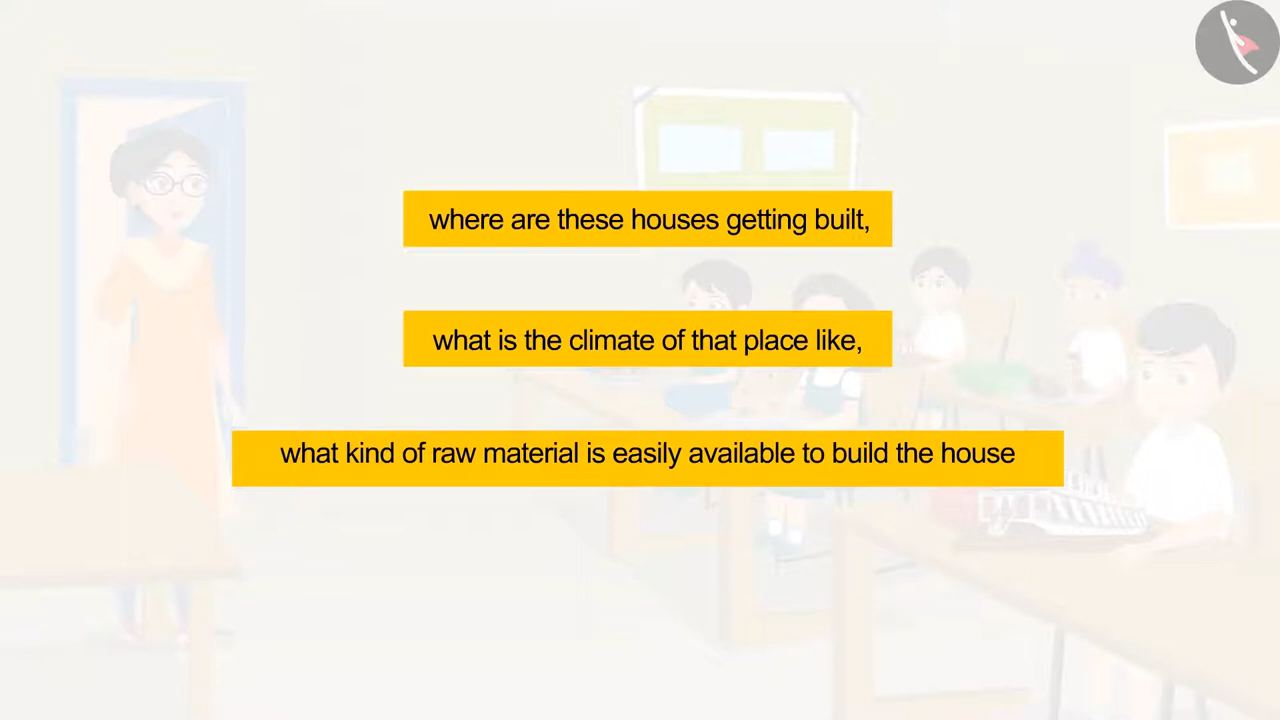 where are these houses getting built,
what is the climate of that place like,
what kind of raw material is easily available to build the house